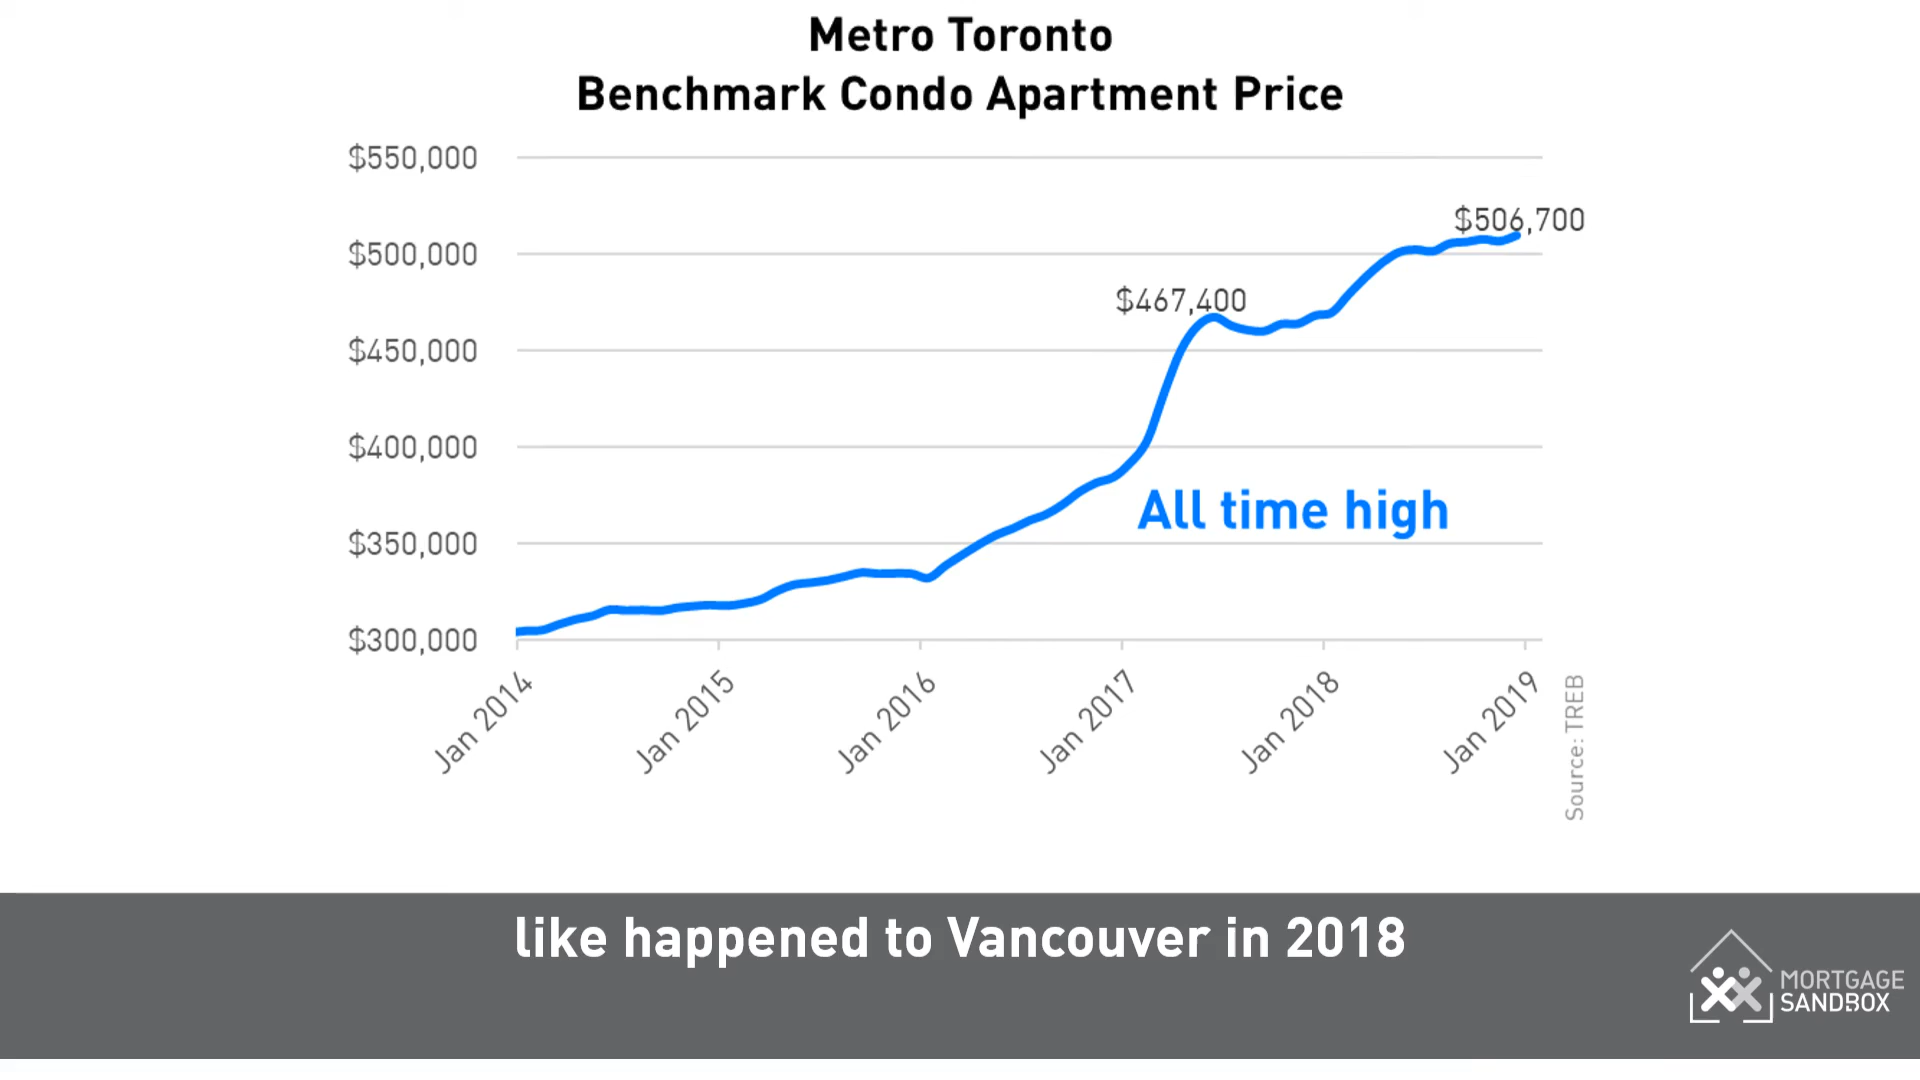 Metro Toronto
Benchmark Condo Apartment Price
$550,000
$506,700
$500,000
$467,400
$450,000
$400,000
All time high
$350,000
$300,000
Jan 2014
Jan 2015
Jan 2016
Jan 2017
Jan 2018
Jan 2019
Source: TREB
like happened to Vancouver in 2018
MORTGAGE
SANDBOX